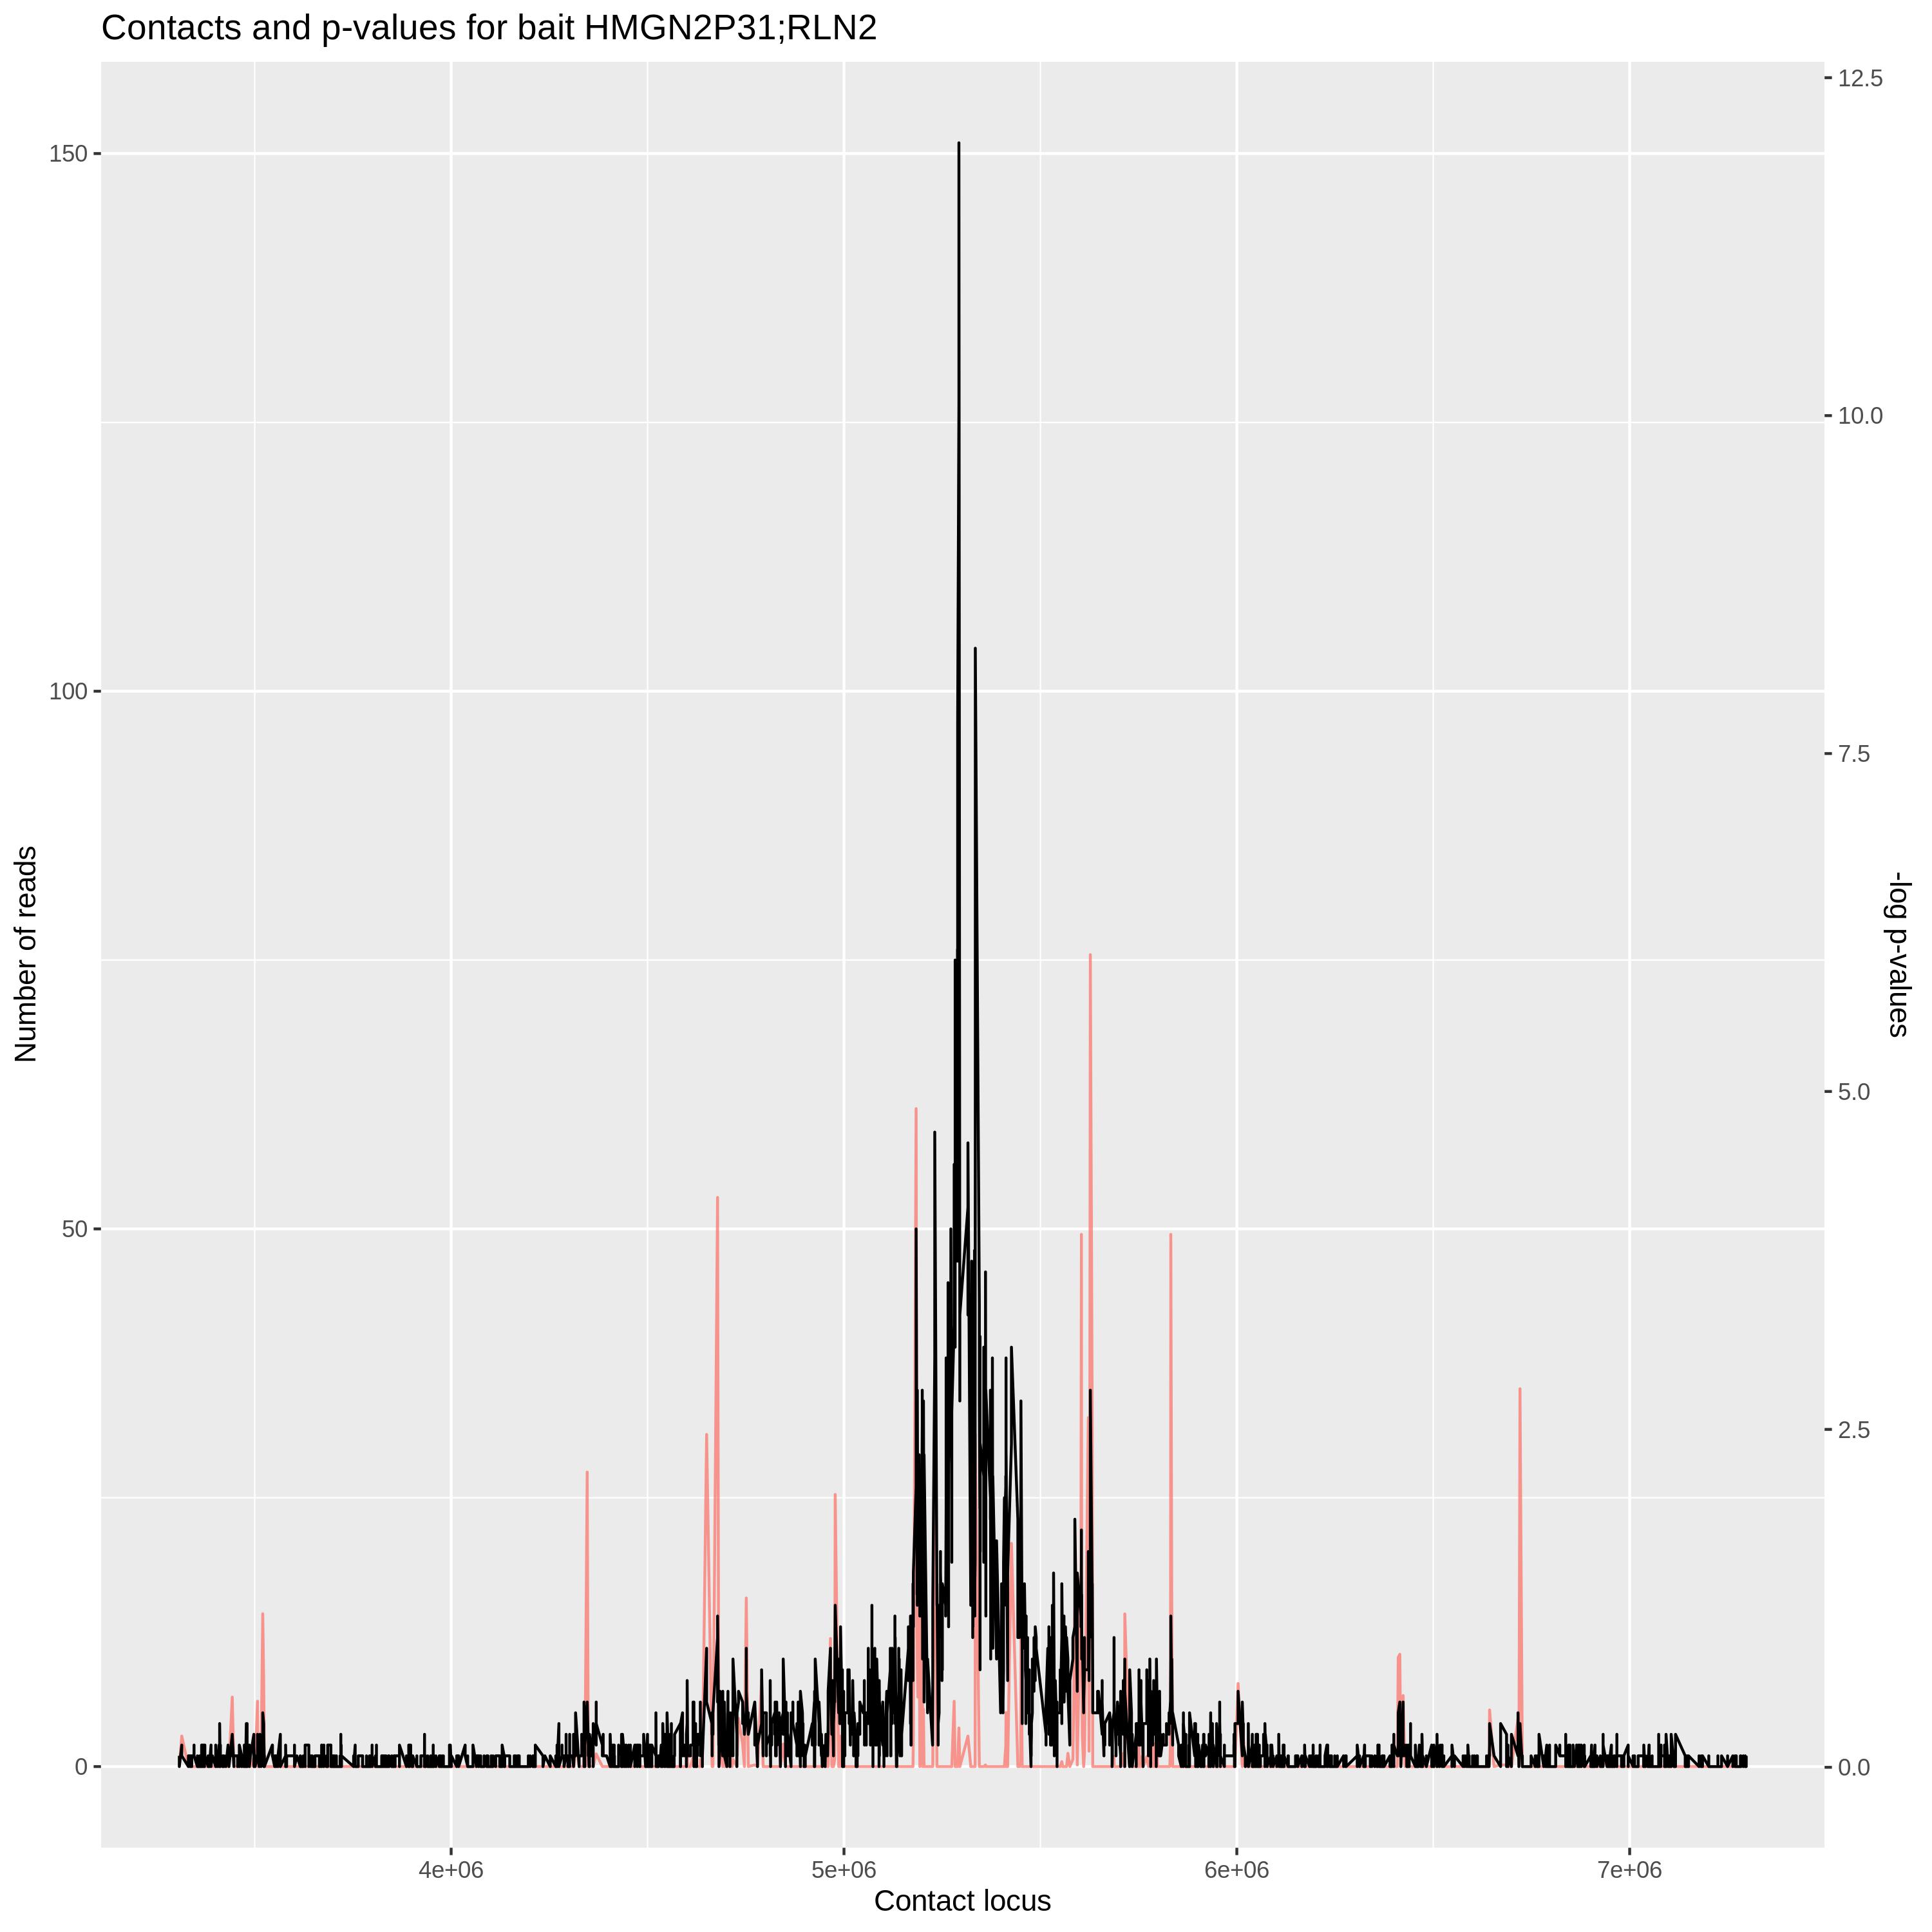 Contacts and p-values for bait HMGN2P31;RLN2
150
100
50
0
Number of reads
12.5
10.0
7.5
5.0
2.5
0.0
-log p-values
4e+06
5e+06
6e+06
7e+06
Contact locus